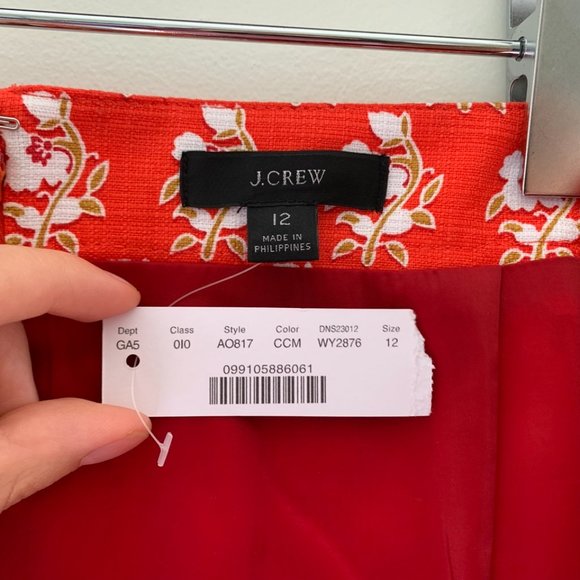 J.CREW
12
MADE IN
PHILIPPINES
Dept Class Style Color DNS23012 Size
GA5 0I0 AO817 CCM WY2876 12
099105886061